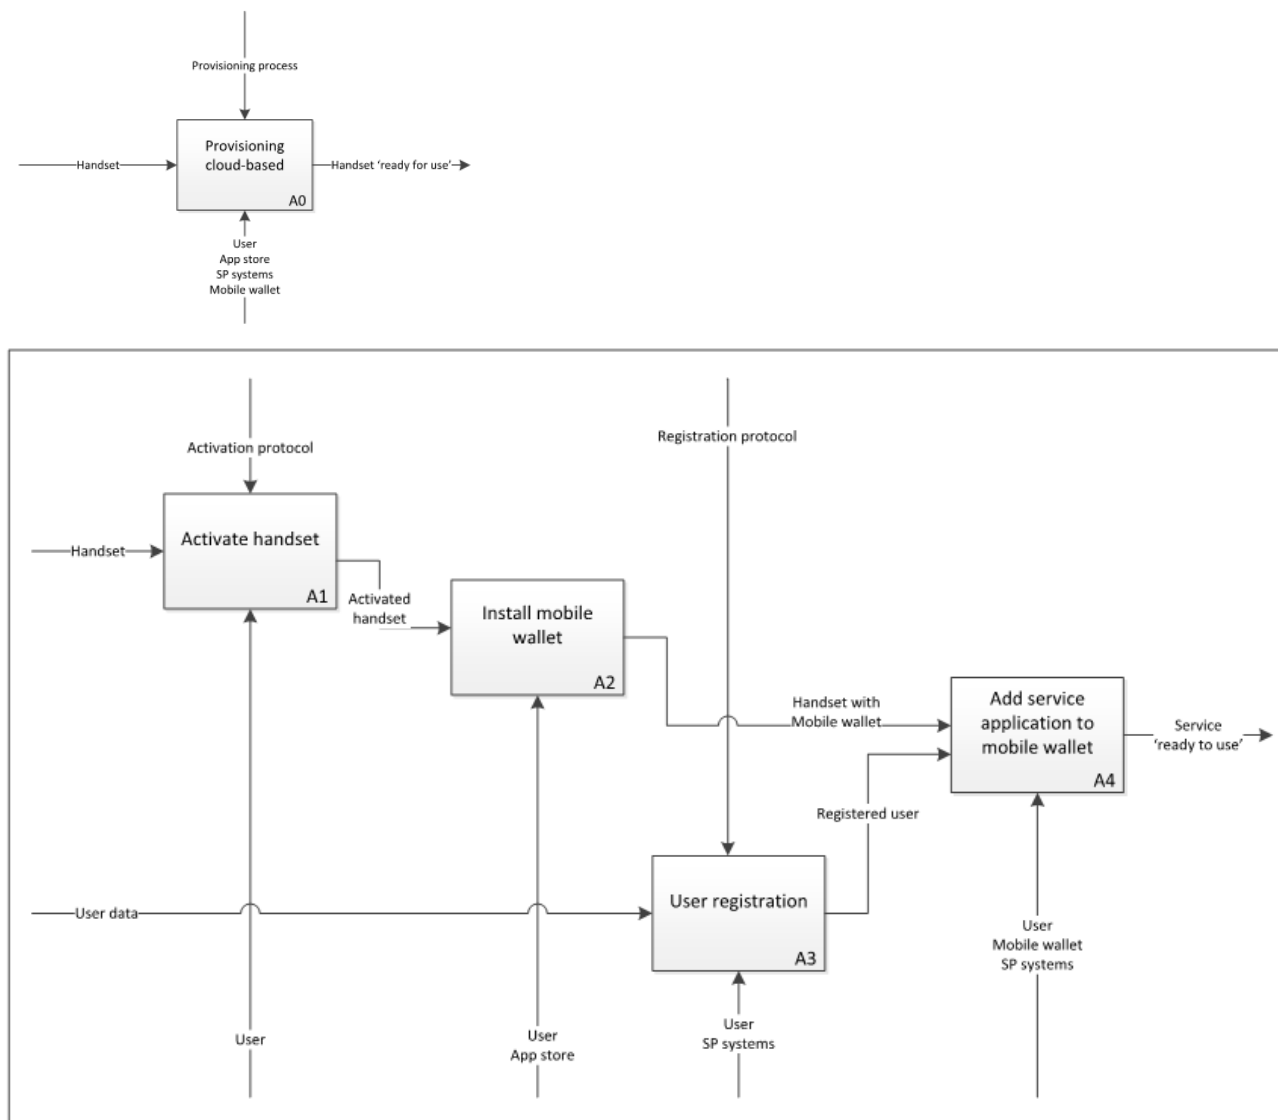 Provisioning process
Provisioning
cloud-based
A0
Handset
Handset 'ready for use'
User
App store
SP systems
Mobile wallet
Activation protocol
Registration protocol
Handset
Activate handset
A1
Activated
handset
Install mobile
wallet
A2
Handset with
Mobile wallet
Add service
application to
mobile wallet
A4
Service
'ready to use'
Registered user
User data
User registration
A3
User
User
App store
User
SP systems
User
Mobile wallet
SP systems